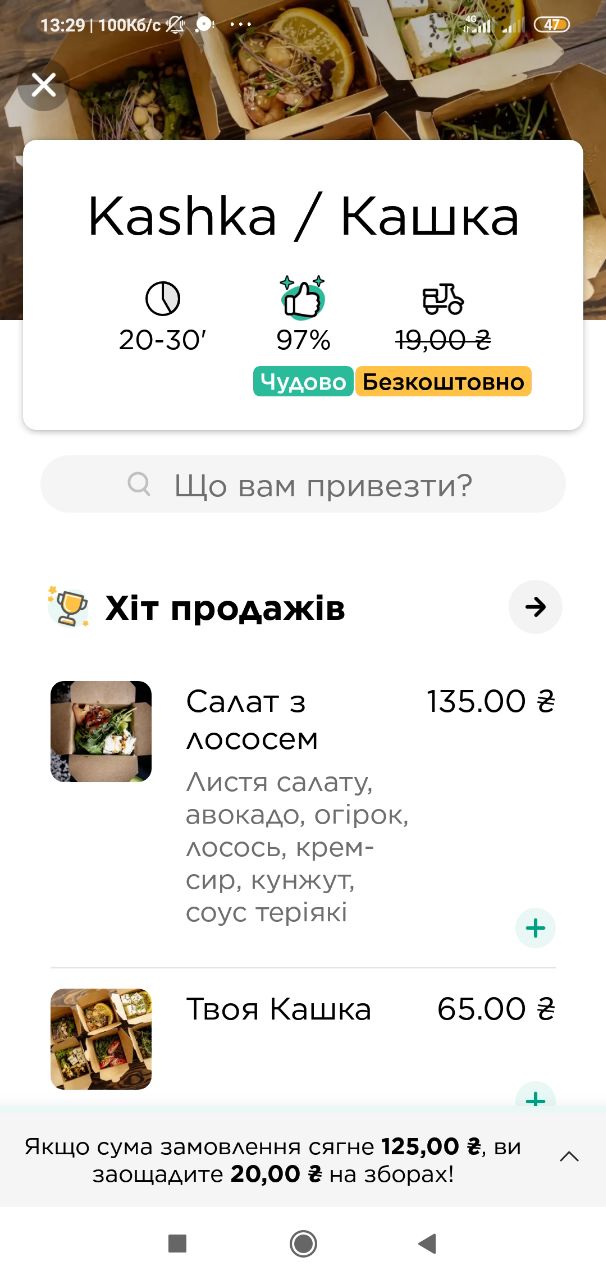 13:29 | 100Кб/с
4G
47
Kashka / Кашка
20-30'
97%
19,00 ₴
Чудово
Безкоштовно
Що вам привезти?
Хіт продажів
Салат з
лососем
135.00 ₴
Листя салату,
авокадо, огірок,
лосось, крем-
сир, кунжут,
соус теріякі
Твоя Кашка
65.00 ₴
Якщо сума замовлення сягне 125,00 ₴, ви
заощадите 20,00 ₴ на зборах!